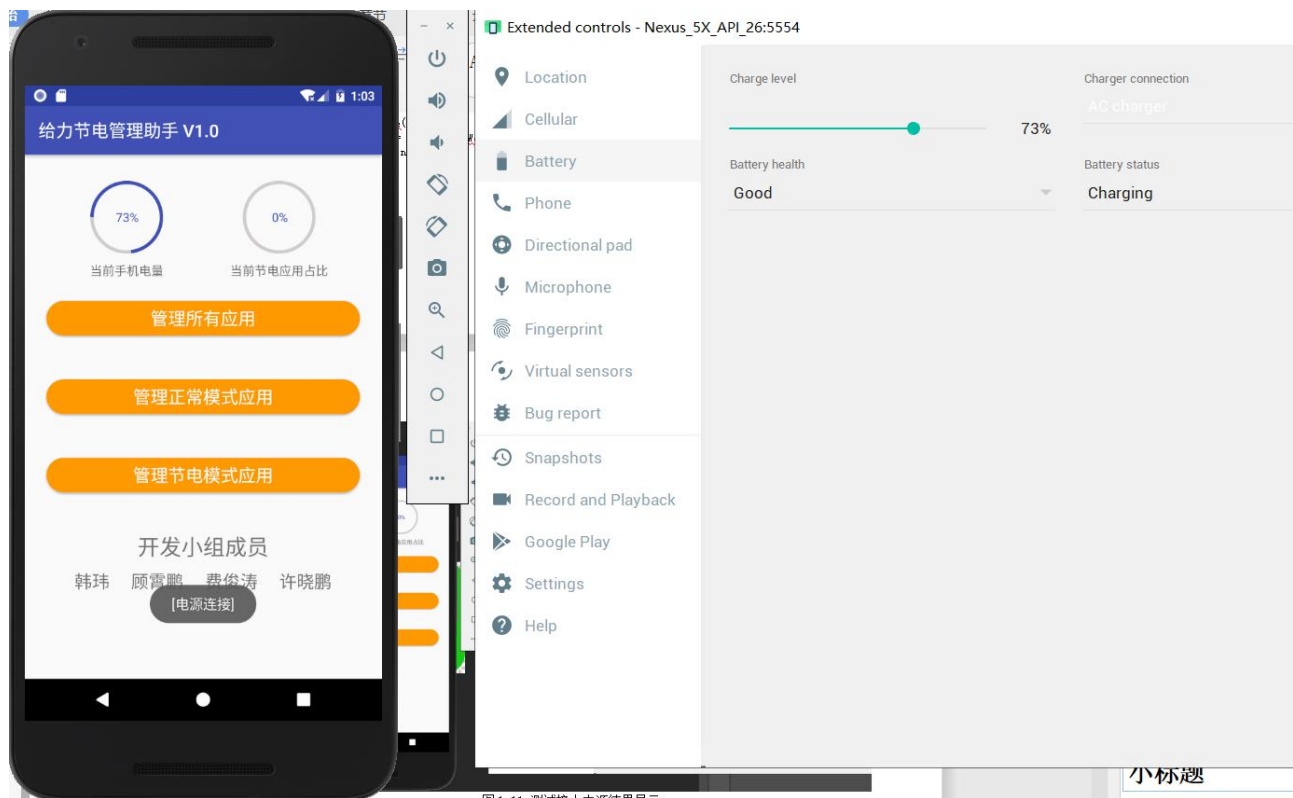 1:03
给力节电管理助手 V1.0
73%
0%
当前手机电量
当前节电应用占比
管理所有应用
管理正常模式应用
管理节电模式应用
开发小组成员
韩玮 顾霄鹏 费俊涛 许晓鹏
[电源连接]
Extended controls - Nexus_5X_API_26:5554
Location
Cellular
Battery
Phone
Directional pad
Microphone
Fingerprint
Virtual sensors
Bug report
Snapshots
Record and Playback
Google Play
Settings
Help
Charge level
73%
Charger connection
AC charger
Battery health
Good
Battery status
Charging
小标题